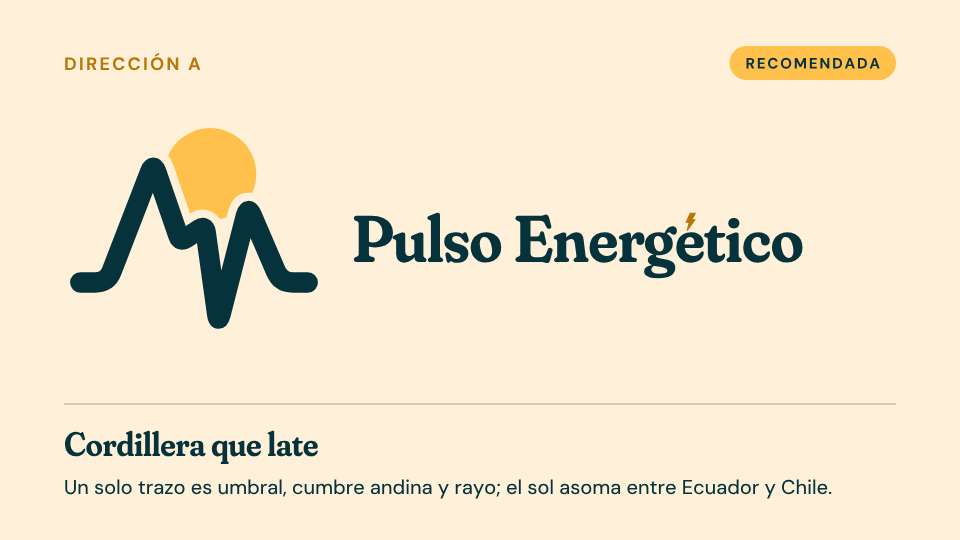 DIRECCIÓN A
RECOMENDADA
Pulso Energético
Cordillera que late
Un solo trazo es umbral, cumbre andina y rayo; el sol asoma entre Ecuador y Chile.